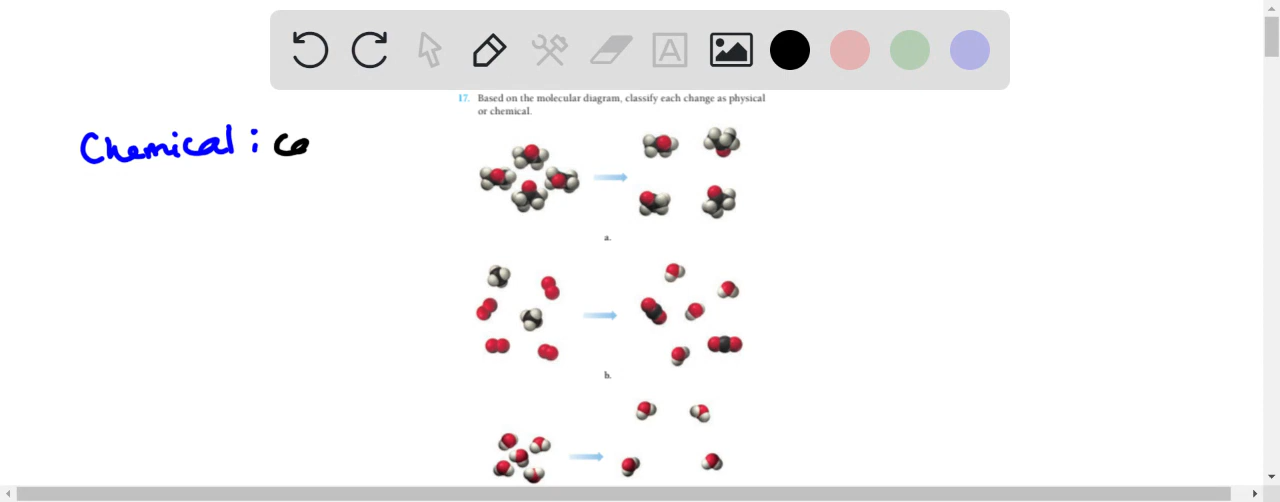 17. Based on the molecular diagram, classify each change as physical
or chemical.
Chemical : co
a.
b.